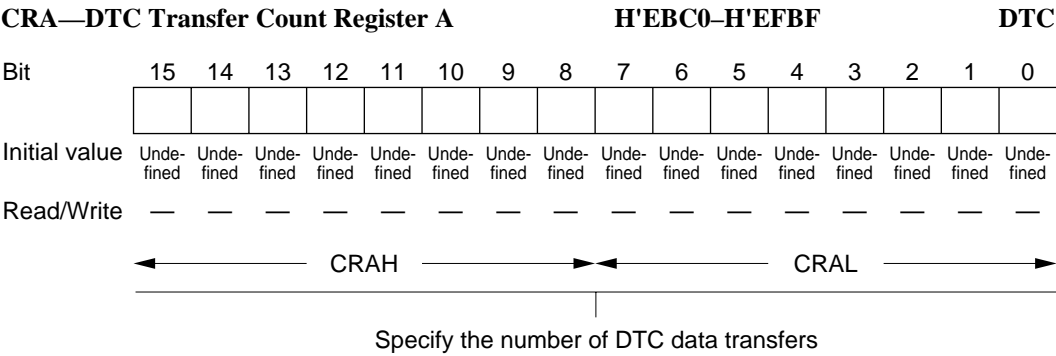 CRA—DTC Transfer Count Register A H'EBC0–H'EFBF DTC
Bit 15 14 13 12 11 10 9 8 7 6 5 4 3 2 1 0
Initial value Unde- Unde- Unde- Unde- Unde- Unde- Unde- Unde- Unde- Unde- Unde- Unde- Unde- Unde- Unde- Unde-
fined fined fined fined fined fined fined fined fined fined fined fined fined fined fined fined
Read/Write — — — — — — — — — — — — — — — —
CRAH CRAL
Specify the number of DTC data transfers